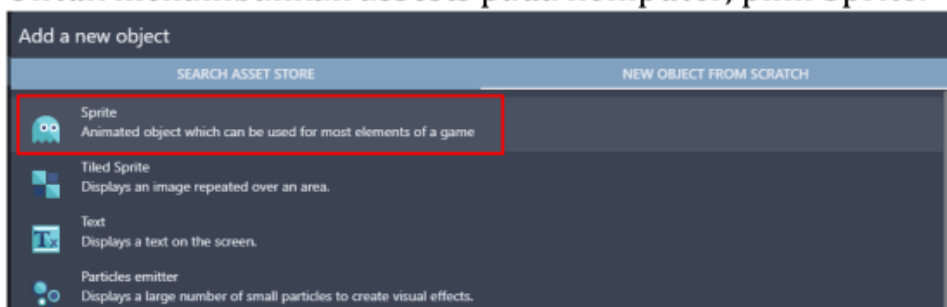 Add a new object
SEARCH ASSET STORE
NEW OBJECT FROM SCRATCH
Sprite
Animated object which can be used for most elements of a game
Tiled Sprite
Displays an image repeated over an area.
Text
Displays a text on the screen.
Particles emitter
Displays a large number of small particles to create visual effects.